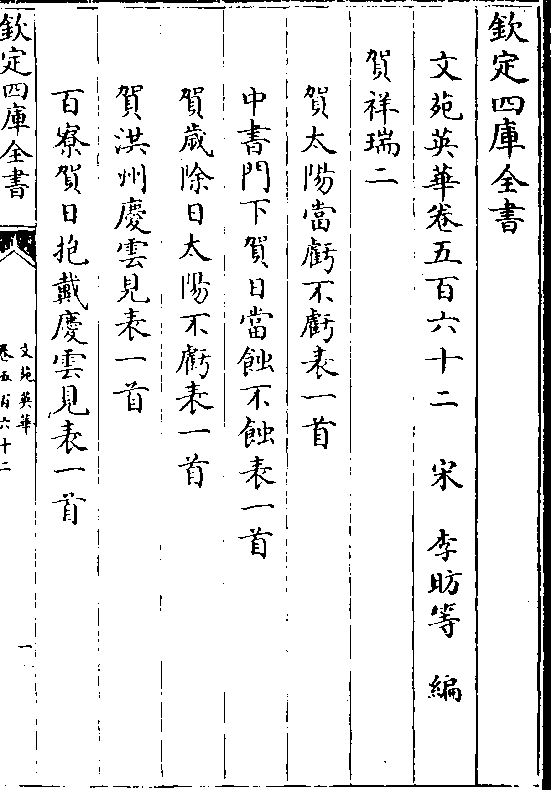 欽定四庫全書
文苑英華卷五百六十二 宋 李昉等 編
賀祥瑞二
賀太陽當虧不虧表一首
中書門下賀日當蝕不蝕表一首
賀歲除日太陽不虧表一首
賀洪州慶雲見表一首
百寮賀日抱戴慶雲見表一首
欽定四庫全書
文苑英華
卷五百六十二
一